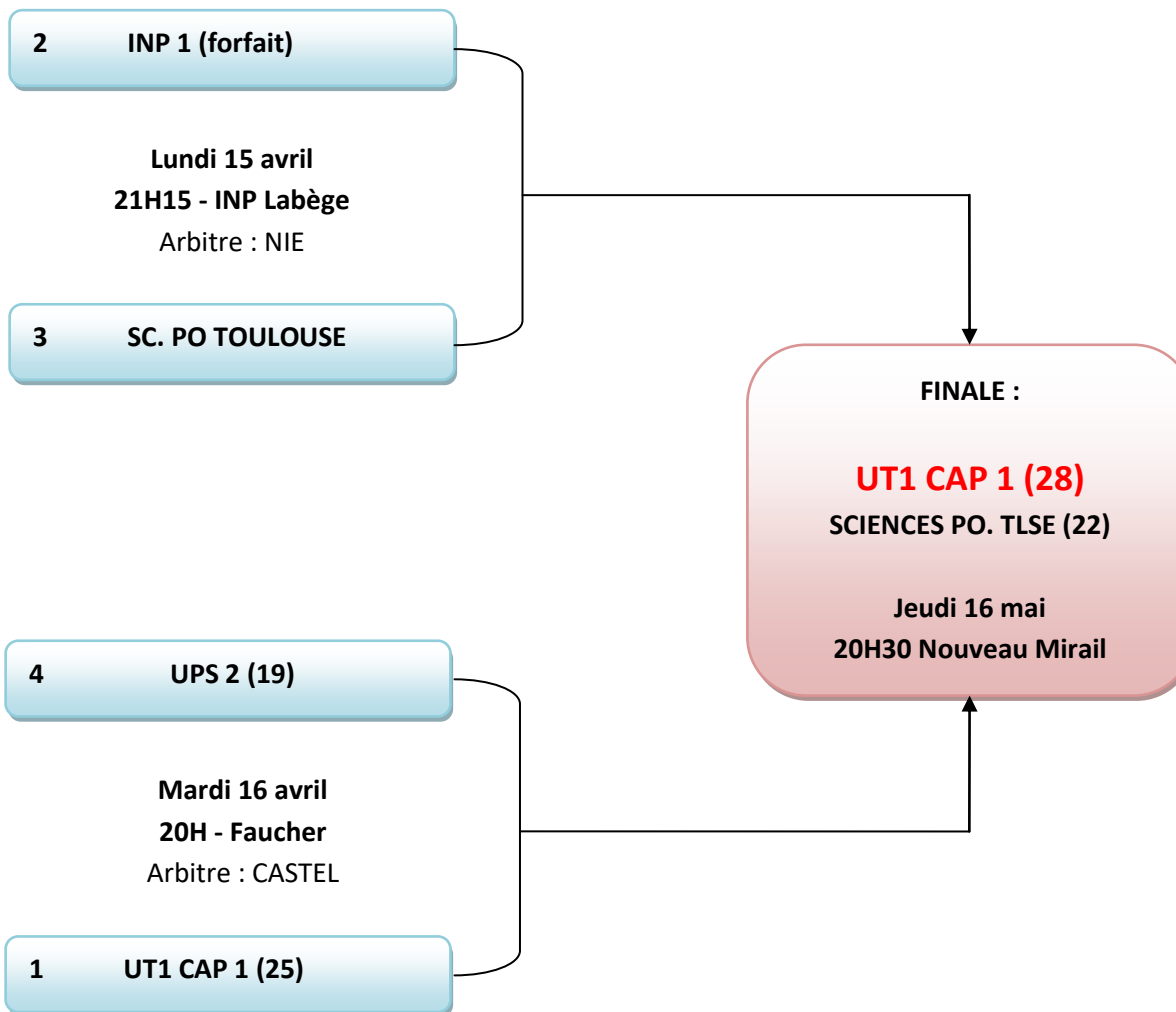 2 INP 1 (forfait)
Lundi 15 avril
21H15 - INP Labège
Arbitre : NIE
3 SC. PO TOULOUSE
FINALE :
UT1 CAP 1 (28)
SCIENCES PO. TLSE (22)
Jeudi 16 mai
20H30 Nouveau Mirail
4 UPS 2 (19)
Mardi 16 avril
20H - Faucher
Arbitre : CASTEL
1 UT1 CAP 1 (25)